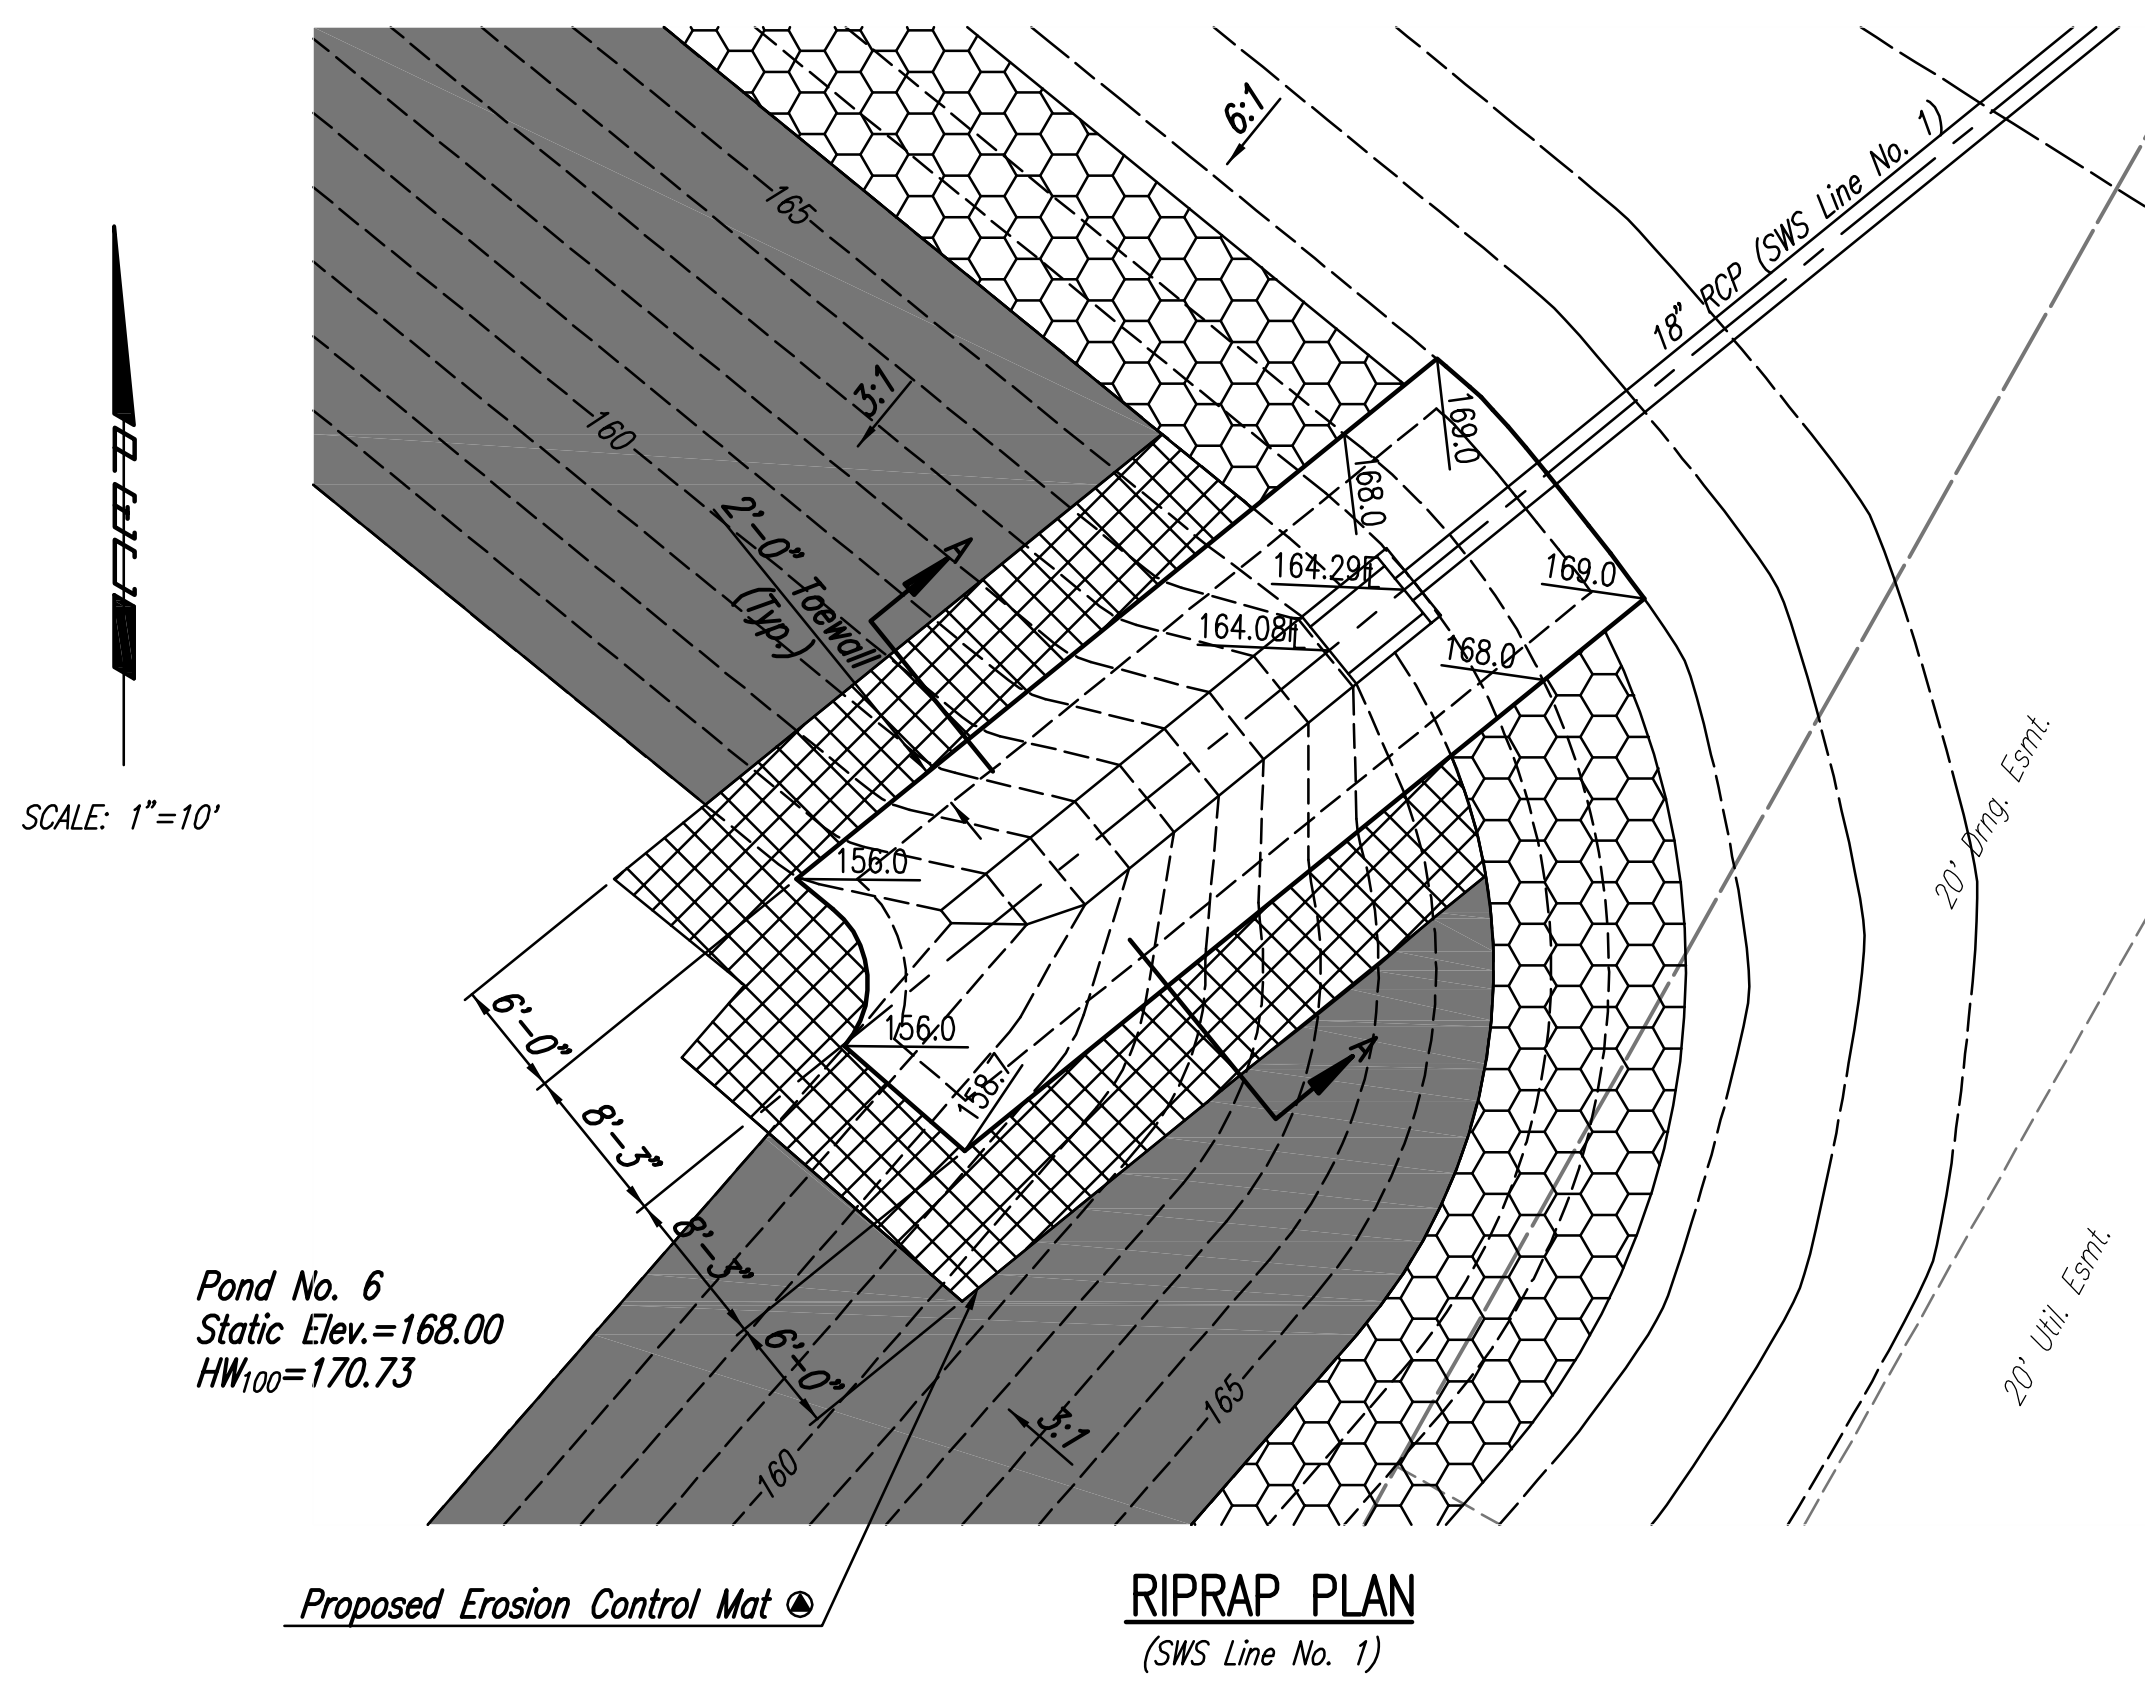 6:1
18" RCP (SWS Line No. 1)
165
169.0
3:1
160
168.0
2'-0" Toewall
(Typ.)
A
164.29FL
169.0
164.08FL
168.0
SCALE: 1"=10'
156.0
20' Drng. Esmt.
6'-0"
156.0
A
158.1
8'-3"
8'-3"
Pond No. 6
Static Elev.=168.00
HW100=170.73
6'-0"
20' Util. Esmt.
165
3:1
160
Proposed Erosion Control Mat
RIPRAP PLAN
(SWS Line No. 1)